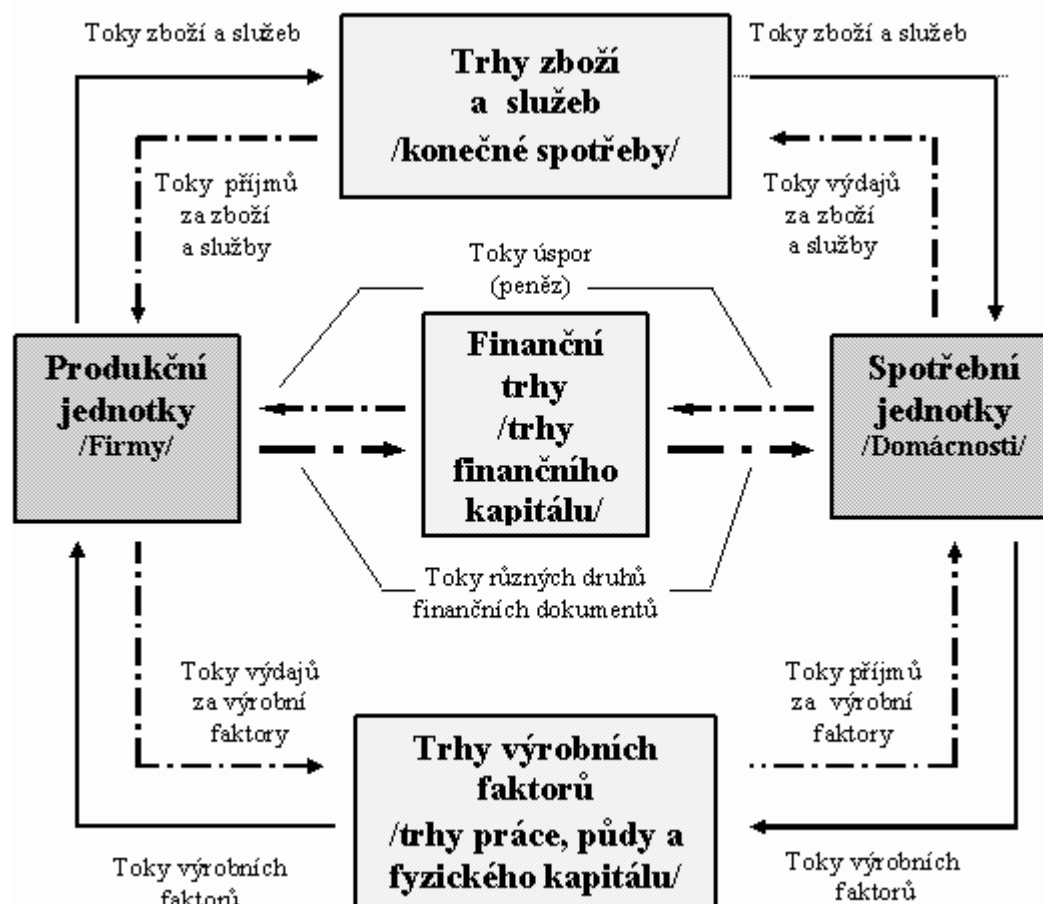 Toky zboží a služeb
Trhy zboží
a služeb
/konečné spotřeby/
Toky zboží a služeb
Toky příjmů
za zboží
a služby
Toky výdajů
za zboží
a služby
Toky úspor
(peněz)
Produkční
jednotky
/Firmy/
Finanční
trhy
/trhy
finančního
kapitálu/
Spotřební
jednotky
/Domácnosti/
Toky různých druhů
finančních dokumentů
Toky výdajů
za výrobní
faktory
Toky příjmů
za výrobní
faktory
Trhy výrobních
faktorů
/trhy práce, půdy a
fyzického kapitálu/
Toky výrobních
faktorů
Toky výrobních
faktorů